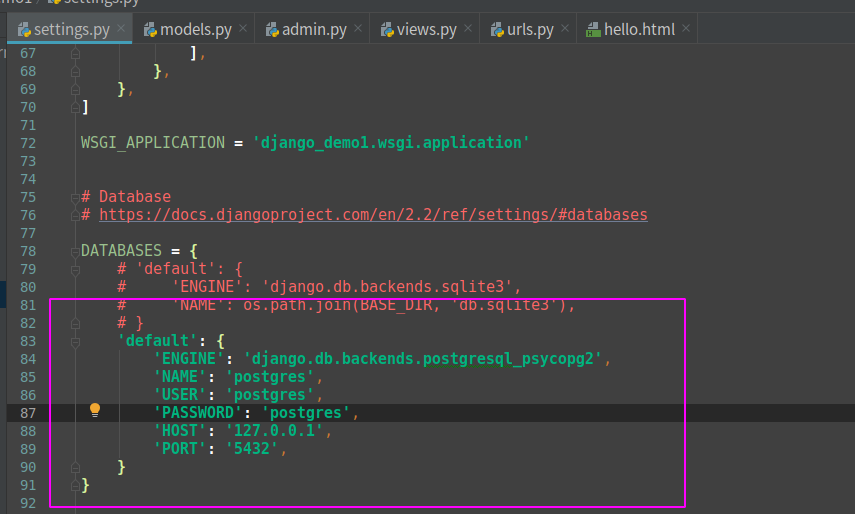 settings.py
settings.py × models.py × admin.py × views.py × urls.py × hello.html ×
67 ],
68 },
69 },
70 ]
71
72 WSGI_APPLICATION = 'django_demo1.wsgi.application'
73
74
75 # Database
76 # https://docs.djangoproject.com/en/2.2/ref/settings/#databases
77
78 DATABASES = {
79 # 'default': {
80 #     'ENGINE': 'django.db.backends.sqlite3',
81 #     'NAME': os.path.join(BASE_DIR, 'db.sqlite3'),
82 # }
83 'default': {
84 'ENGINE': 'django.db.backends.postgresql_psycopg2',
85 'NAME': 'postgres',
86 'USER': 'postgres',
87 'PASSWORD': 'postgres',
88 'HOST': '127.0.0.1',
89 'PORT': '5432',
90 }
91 }
92